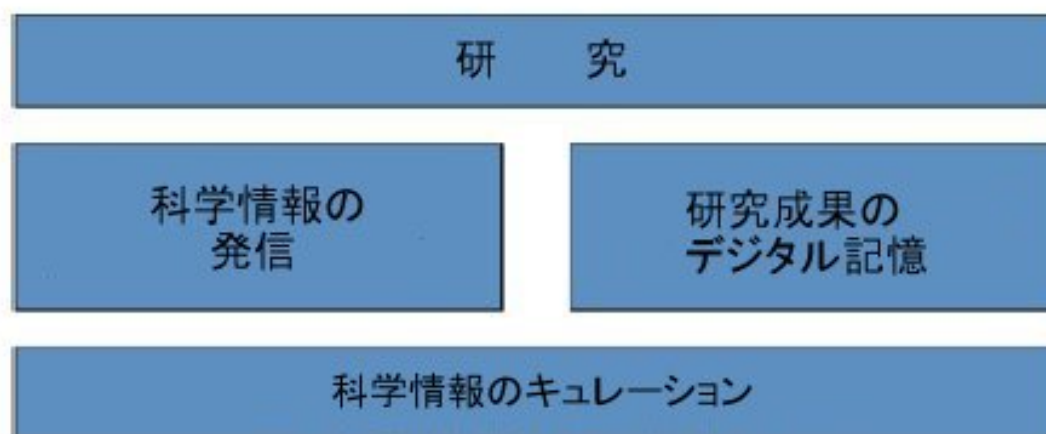 研　究
科学情報の
発信
研究成果の
デジタル記憶
科学情報のキュレーション